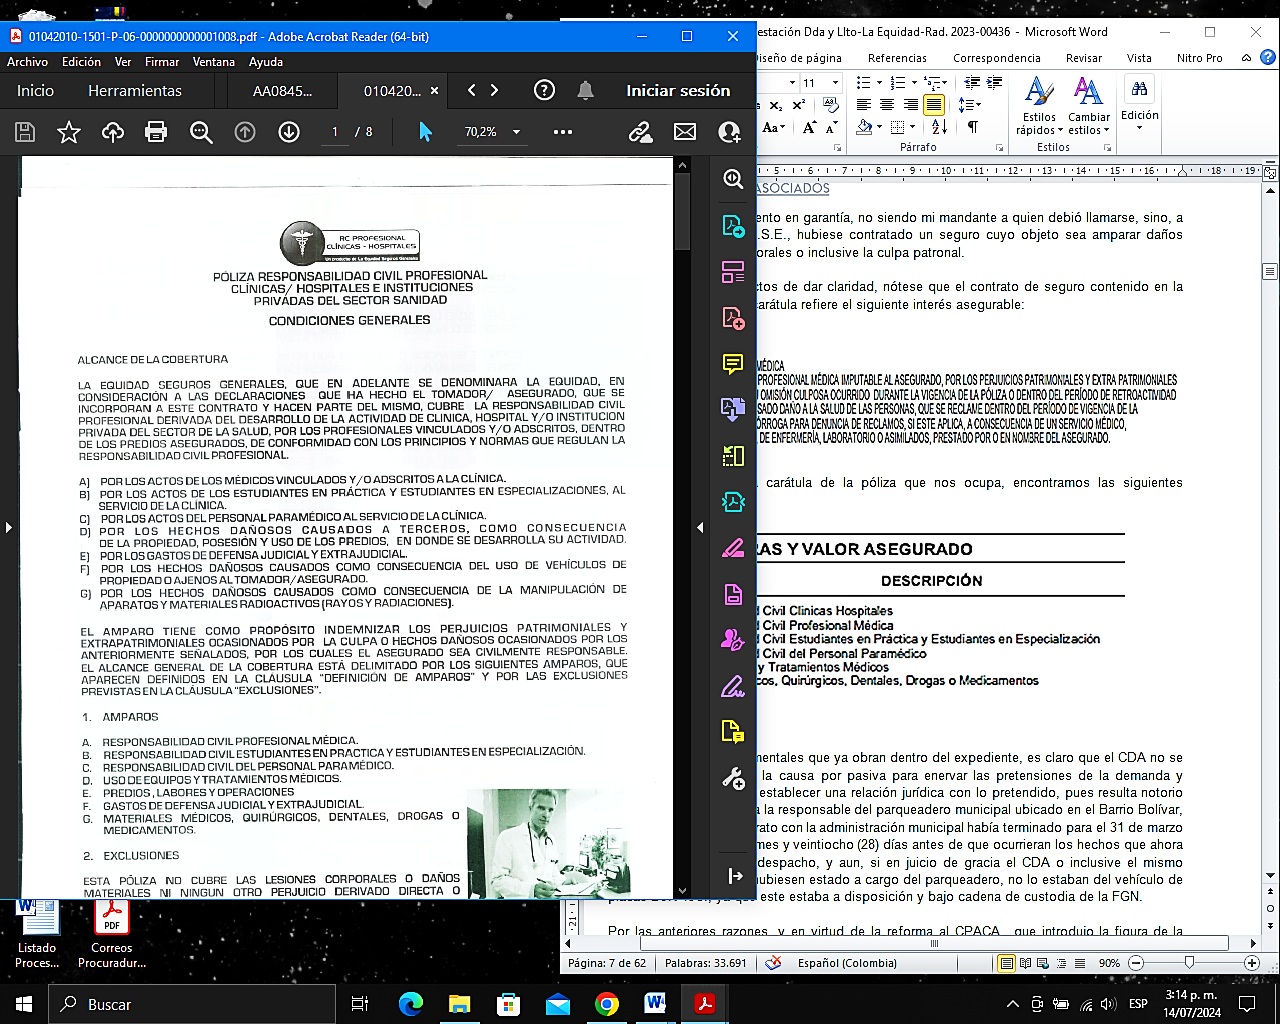 01042010-1501-P-06-0000000000001008.pdf - Adobe Acrobat Reader (64-bit)
Archivo Edición Ver Firmar Ventana Ayuda
Inicio Herramientas AA0845... 010420... × Iniciar sesión
1 / 8 70,2%
RC PROFESIONAL
CLÍNICAS - HOSPITALES
Un producto de La Equidad Seguros Generales
PÓLIZA RESPONSABILIDAD CIVIL PROFESIONAL
CLÍNICAS/ HOSPITALES E INSTITUCIONES
PRIVADAS DEL SECTOR SANIDAD
CONDICIONES GENERALES
ALCANCE DE LA COBERTURA
LA EQUIDAD SEGUROS GENERALES, QUE EN ADELANTE SE DENOMINARA LA EQUIDAD, EN
CONSIDERACIÓN A LAS DECLARACIONES QUE HA HECHO EL TOMADOR/ ASEGURADO, QUE SE
INCORPORAN A ESTE CONTRATO Y HACEN PARTE DEL MISMO, CUBRE LA RESPONSABILIDAD CIVIL
PROFESIONAL DERIVADA DEL DESARROLLO DE LA ACTIVIDAD DE CLINICA, HOSPITAL Y/O INSTITUCION
PRIVADA DEL SECTOR DE LA SALUD, POR LOS PROFESIONALES VINCULADOS Y/O ADSCRITOS, DENTRO
DE LOS PREDIOS ASEGURADOS, DE CONFORMIDAD CON LOS PRINCIPIOS Y NORMAS QUE REGULAN LA
RESPONSABILIDAD CIVIL PROFESIONAL.
A) POR LOS ACTOS DE LOS MÉDICOS VINCULADOS Y/O ADSCRITOS A LA CLÍNICA.
B) POR LOS ACTOS DE LOS ESTUDIANTES EN PRÁCTICA Y ESTUDIANTES EN ESPECIALIZACIONES, AL
SERVICIO DE LA CLÍNICA.
C) POR LOS ACTOS DEL PERSONAL PARAMÉDICO AL SERVICIO DE LA CLÍNICA.
D) POR LOS HECHOS DAÑOSOS CAUSADOS A TERCEROS, COMO CONSECUENCIA
DE LA PROPIEDAD, POSESIÓN Y USO DE LOS PREDIOS, EN DONDE SE DESARROLLA SU ACTIVIDAD.
E) POR LOS GASTOS DE DEFENSA JUDICIAL Y EXTRAJUDICIAL.
F) POR LOS HECHOS DAÑOSOS CAUSADOS COMO CONSECUENCIA DEL USO DE VEHÍCULOS DE
PROPIEDAD O AJENOS AL TOMADOR/ASEGURADO.
G) POR LOS HECHOS DAÑOSOS CAUSADOS COMO CONSECUENCIA DE LA MANIPULACIÓN DE
APARATOS Y MATERIALES RADIOACTIVOS (RAYOS Y RADIACIONES).
EL AMPARO TIENE COMO PROPÓSITO INDEMNIZAR LOS PERJUICIOS PATRIMONIALES Y
EXTRAPATRIMONIALES OCASIONADOS POR LA CULPA O HECHOS DAÑOSOS OCASIONADOS POR LOS
ANTERIORMENTE SEÑALADOS, POR LOS CUALES EL ASEGURADO SEA CIVILMENTE RESPONSABLE.
EL ALCANCE GENERAL DE LA COBERTURA ESTÁ DELIMITADO POR LOS SIGUIENTES AMPAROS, QUE
APARECEN DEFINIDOS EN LA CLÁUSULA "DEFINICIÓN DE AMPAROS" Y POR LAS EXCLUSIONES
PREVISTAS EN LA CLÁUSULA "EXCLUSIONES".
1. AMPAROS
A. RESPONSABILIDAD CIVIL PROFESIONAL MÉDICA.
B. RESPONSABILIDAD CIVIL ESTUDIANTES EN PRACTICA Y ESTUDIANTES EN ESPECIALIZACIÓN.
C. RESPONSABILIDAD CIVIL DEL PERSONAL PARAMÉDICO.
D. USO DE EQUIPOS Y TRATAMIENTOS MÉDICOS.
E. PREDIOS, LABORES Y OPERACIONES
F. GASTOS DE DEFENSA JUDICIAL Y EXTRAJUDICIAL.
G. MATERIALES MÉDICOS, QUIRÚRGICOS, DENTALES, DROGAS O
MEDICAMENTOS.
2. EXCLUSIONES
ESTA PÓLIZA NO CUBRE LAS LESIONES CORPORALES O DAÑOS
MATERIALES NI NINGUN OTRO PERJUICIO DERIVADO DIRECTA O
estación Dda y Llto-La Equidad-Rad. 2023-00436 - Microsoft Word
Diseño de página Referencias Correspondencia Revisar Vista Nitro Pro
11
Estilos rápidos Cambiar estilos Edición
Párrafo Estilos
5 6 7 8 9 10 11 12 13 14 15 16 18 19
ASOCIADOS
ento en garantía, no siendo mi mandante a quien debió llamarse, sino, a
.S.E., hubiese contratado un seguro cuyo objeto sea amparar daños
orales o inclusive la culpa patronal.
ctos de dar claridad, nótese que el contrato de seguro contenido en la
carátula refiere el siguiente interés asegurable:
MÉDICA
PROFESIONAL MÉDICA IMPUTABLE AL ASEGURADO, POR LOS PERJUICIOS PATRIMONIALES Y EXTRA PATRIMONIALES
U OMISIÓN CULPOSA OCURRIDO DURANTE LA VIGENCIA DE LA PÓLIZA O DENTRO DEL PERÍODO DE RETROACTIVIDAD
SADO DAÑO A LA SALUD DE LAS PERSONAS, QUE SE RECLAME DENTRO DEL PERÍODO DE VIGENCIA DE LA
ÓRROGA PARA DENUNCIA DE RECLAMOS, SI ESTE APLICA, A CONSECUENCIA DE UN SERVICIO MÉDICO,
, DE ENFERMERÍA, LABORATORIO O ASIMILADOS, PRESTADO POR O EN NOMBRE DEL ASEGURADO.
carátula de la póliza que nos ocupa, encontramos las siguientes
RAS Y VALOR ASEGURADO
DESCRIPCIÓN
d Civil Clinicas Hospitales
d Civil Profesional Médica
d Civil Estudiantes en Práctica y Estudiantes en Especialización
d Civil del Personal Paramédico
y Tratamientos Médicos
cos, Quirúrgicos, Dentales, Drogas o Medicamentos
mentales que ya obran dentro del expediente, es claro que el CDA no se
la causa por pasiva para enervar las pretensiones de la demanda y
establecer una relación jurídica con lo pretendido, pues resulta notorio
a la responsable del parqueadero municipal ubicado en el Barrio Bolívar,
rato con la administración municipal había terminado para el 31 de marzo
mes y veintiocho (28) días antes de que ocurrieran los hechos que ahora
despacho, y aun, si en juicio de gracia el CDA o inclusive el mismo
hubiesen estado a cargo del parqueadero, no lo estaban del vehículo de
este estaba a disposición y bajo cadena de custodia de la FGN.
Por las anteriores razones, y en virtud de la reforma al CPACA, que introdujo la figura de la
Página: 7 de 62 Palabras: 33.691 Español (Colombia) 90%
Listado Proces... Correos Procuradur...
Buscar
ESP 3:14 p. m. 14/07/2024